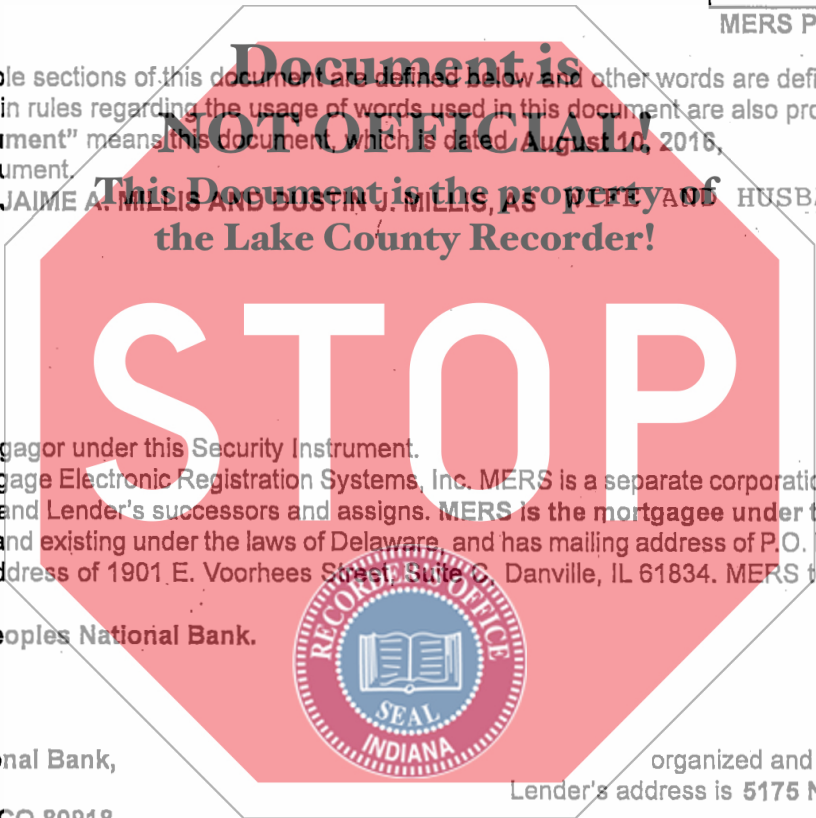 MERS P
Document is
le sections of this document are defined below and other words are defi
in rules regarding the usage of words used in this document are also pro
NOT OFFICIAL!
ment" means this document, which is dated August 10, 2016,
ument.
This Document is the property of
JAIME A. MILLIS AND DUSTIN J. MILLIS, AS WIFE AND HUSBA
the Lake County Recorder!
STOP
gagor under this Security Instrument.
gage Electronic Registration Systems, Inc. MERS is a separate corporatio
and Lender's successors and assigns. MERS is the mortgagee under t
and existing under the laws of Delaware, and has mailing address of P.O.
ddress of 1901 E. Voorhees Street, Suite C, Danville, IL 61834. MERS t
RECORDER'S OFFICE
eoples National Bank.
SEAL
INDIANA
nal Bank,
organized and
Lender's address is 5175 N
CO 80918